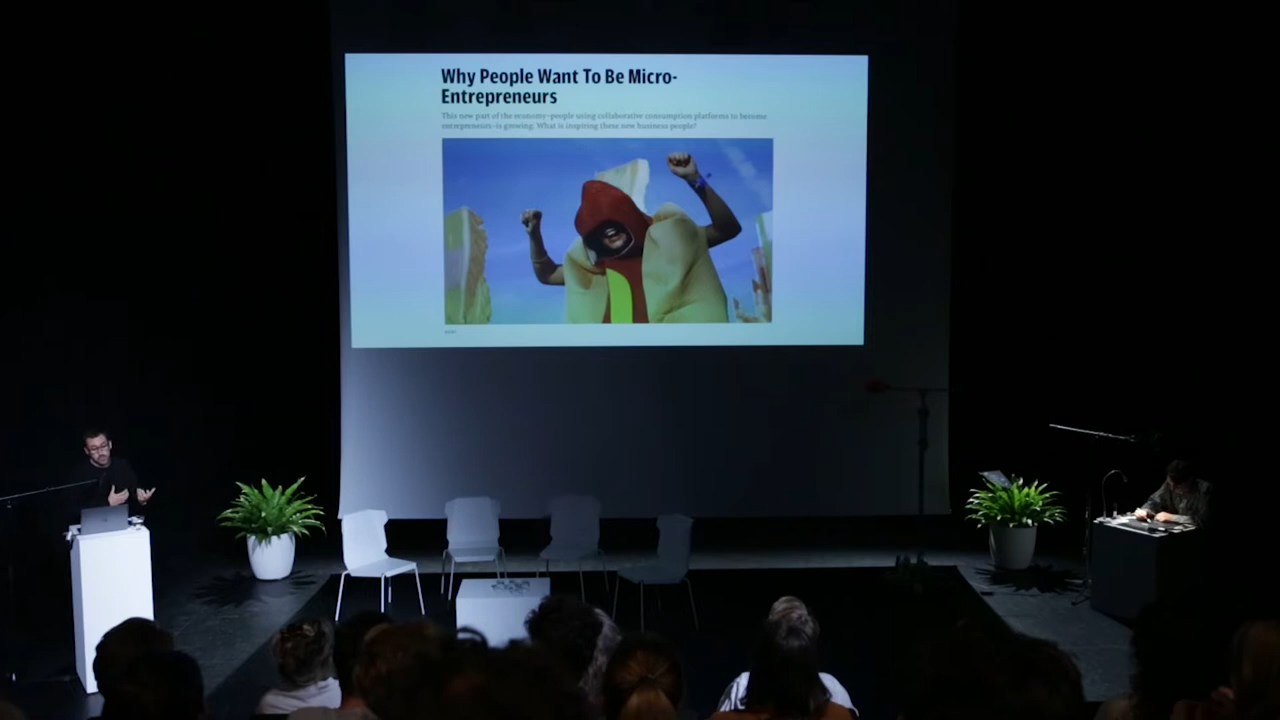 Why People Want To Be Micro-
Entrepreneurs
This new part of the economy–people using collaborative consumption platforms to become
entrepreneurs–is growing. What is inspiring these new business people?